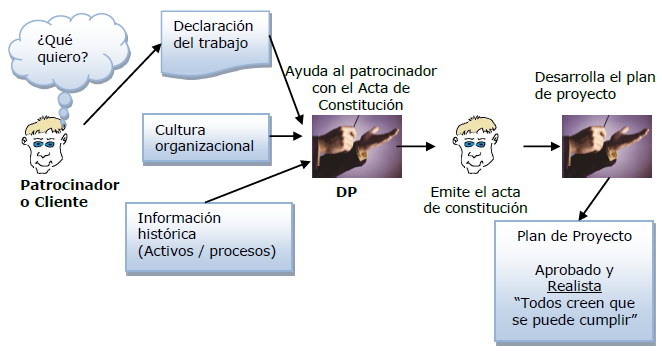 ¿Qué
quiero?
Patrocinador
o Cliente
Declaración
del trabajo
Cultura
organizacional
Información
histórica
(Activos / procesos)
Ayuda al patrocinador
con el Acta de
Constitución
DP
Emite el acta
de constitución
Desarrolla el plan
de proyecto
Plan de Proyecto
Aprobado y
Realista
“Todos creen que
se puede cumplir”